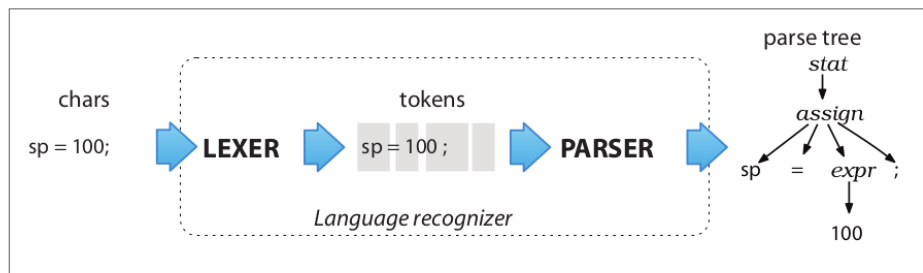 chars
sp = 100;
LEXER
tokens
sp = 100 ;
PARSER
Language recognizer
parse tree
stat
assign
sp = expr ;
100